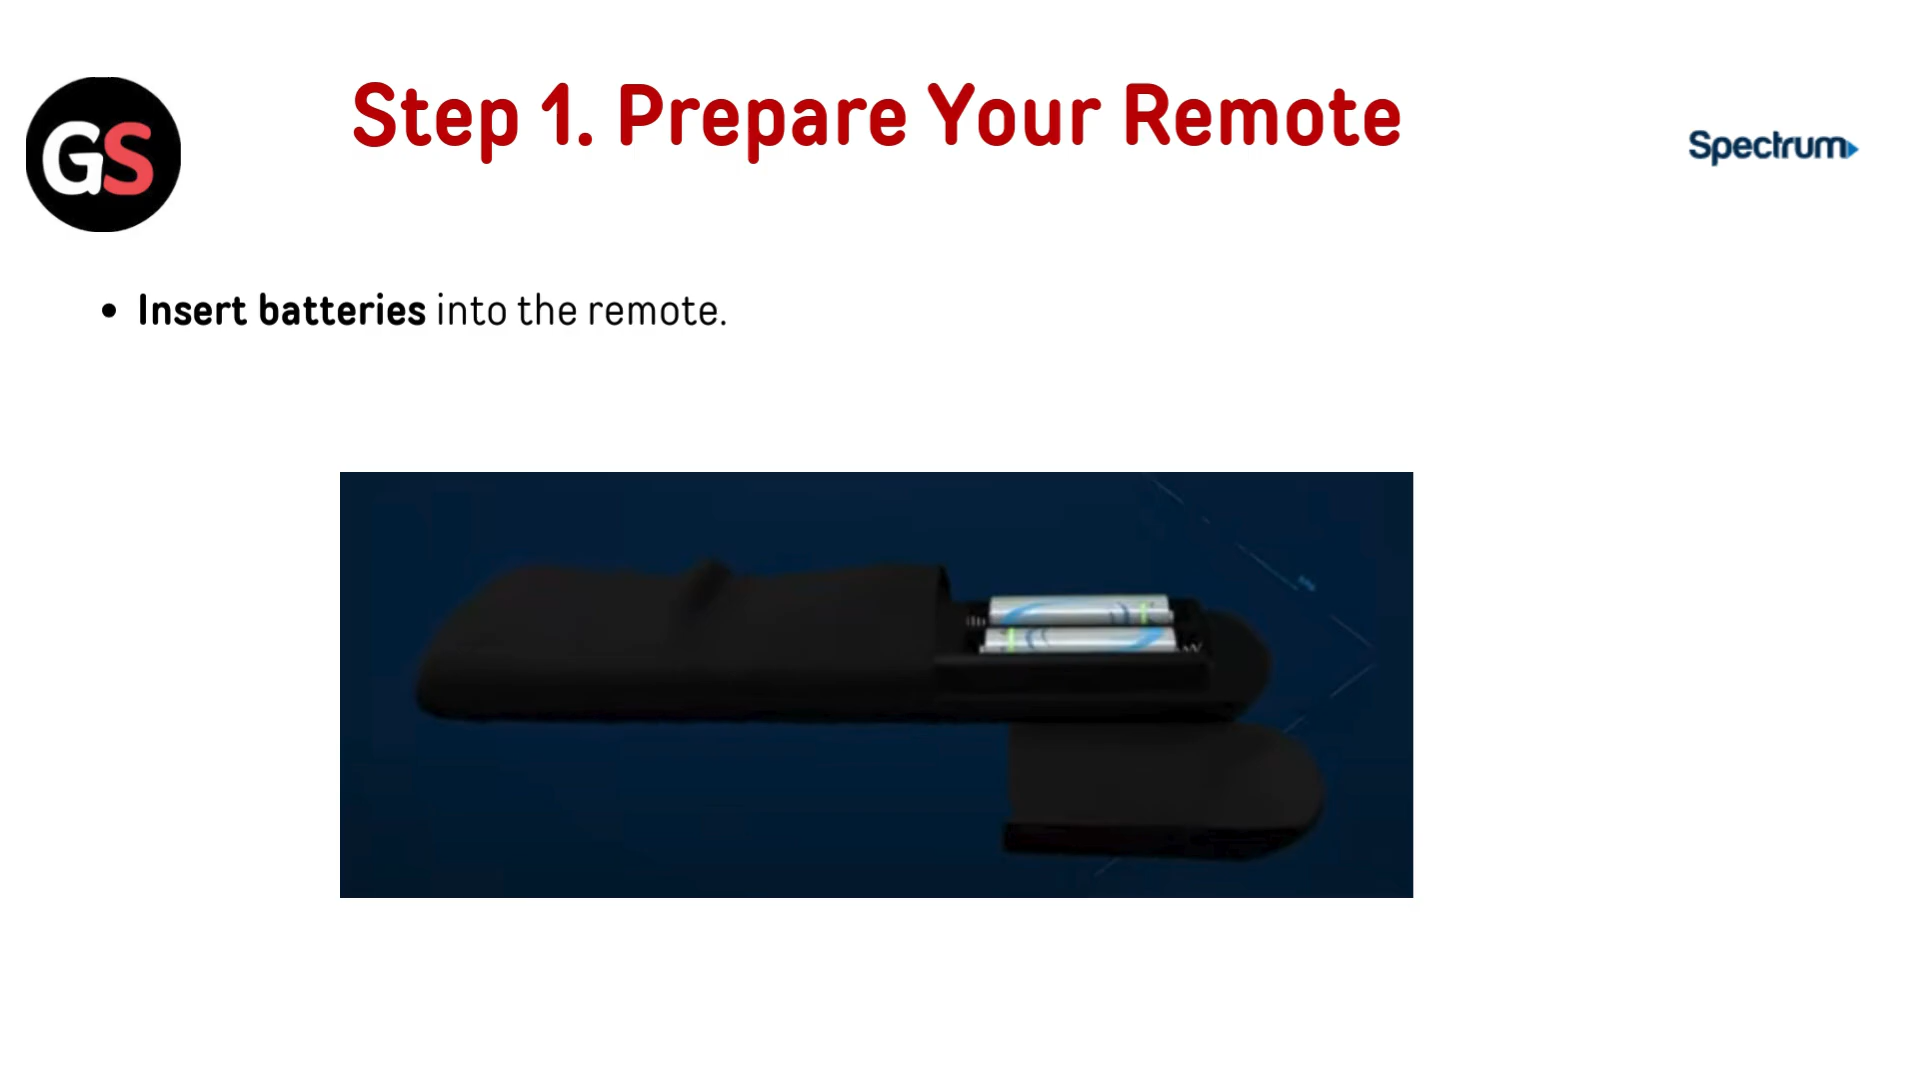 GS
Step 1. Prepare Your Remote
Spectrum
• Insert batteries into the remote.